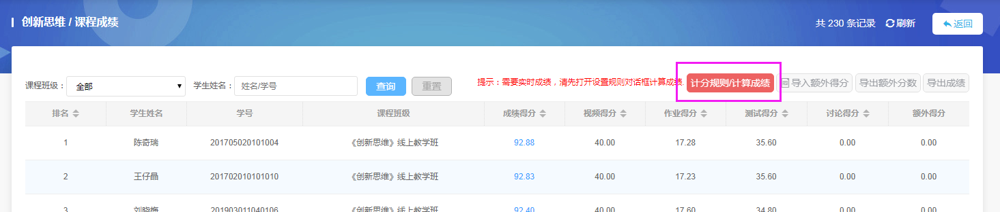 创新思维 / 课程成绩
共 230 条记录 刷新 返回
课程班级： 全部 学生姓名： 姓名/学号 查询 重置 提示：需要实时成绩，请先打开设置规则对话框计算成绩. 计分规则/计算成绩 导入额外得分 导出额外分数 导出成绩
排名 学生姓名 学号 课程班级 成绩得分 视频得分 作业得分 测试得分 讨论得分 额外得分
1 陈奇瑞 201705020101004 《创新思维》线上教学班 92.88 40.00 17.28 35.60 0.00 0.00
2 王仔晶 201702010101010 《创新思维》线上教学班 92.83 40.00 17.23 35.60 0.00 0.00
3 刘晓梅 201903011040106 《创新思维》线上教学班 92.40 40.00 17.60 34.80 0.00 0.00